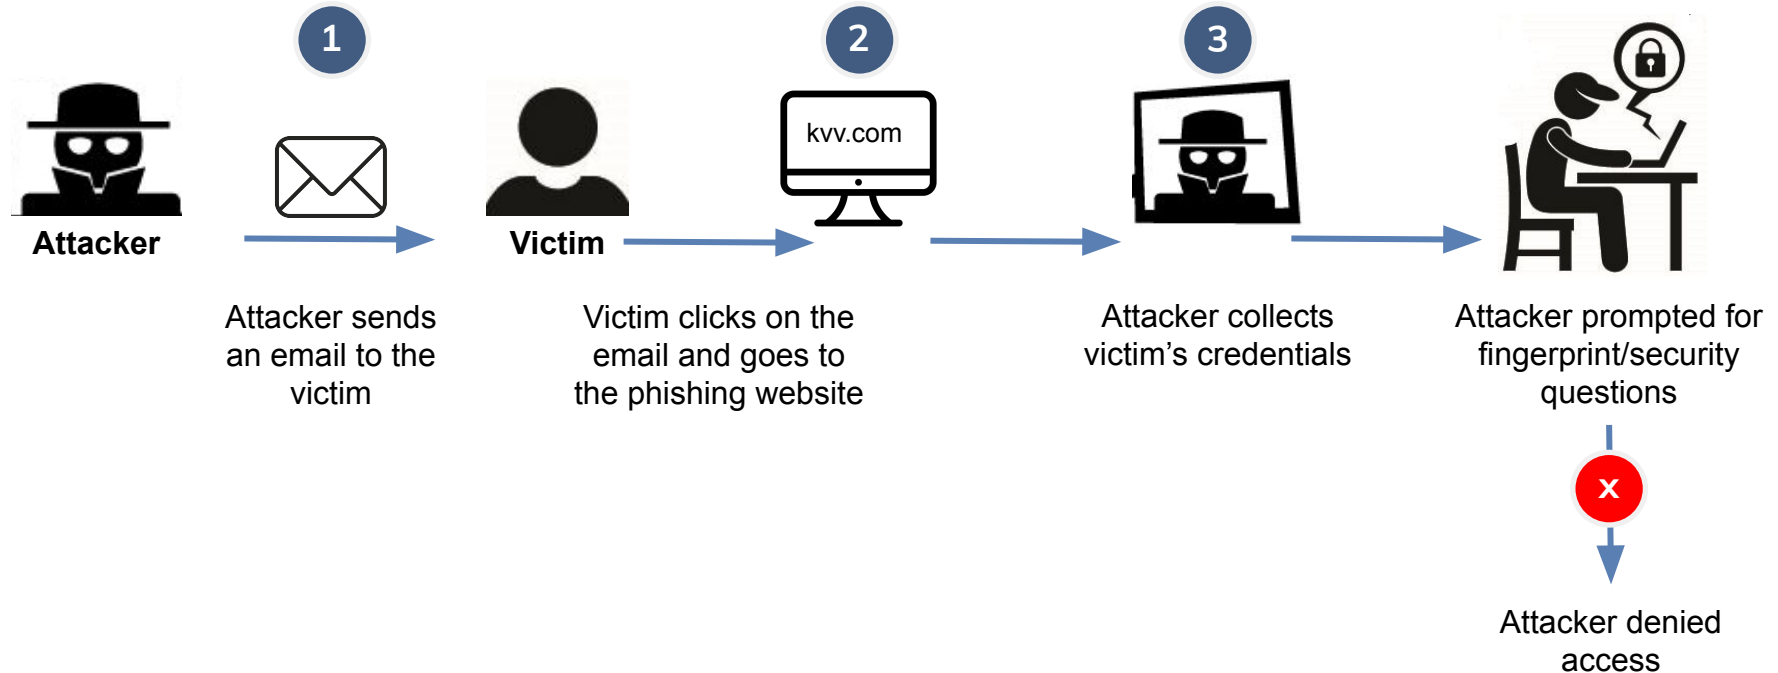 1
2
3
kvv.com
Attacker
Victim
Attacker sends
an email to the
victim
Victim clicks on the
email and goes to
the phishing website
Attacker collects
victim's credentials
Attacker prompted for
fingerprint/security
questions
x
Attacker denied
access